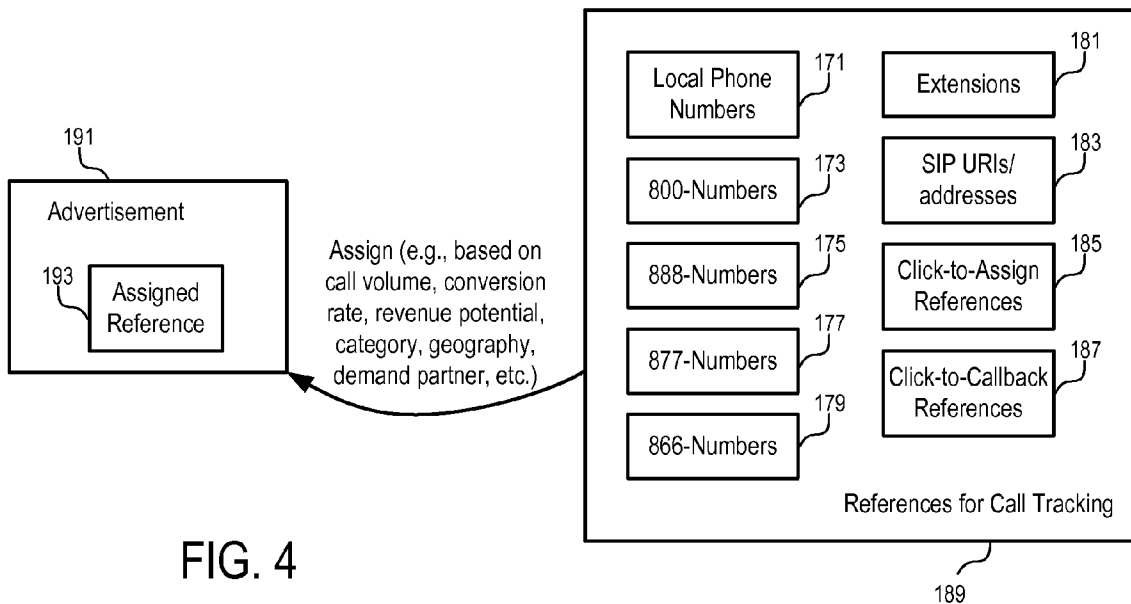 191
Advertisement
193
Assigned
Reference
Assign (e.g., based on
call volume, conversion
rate, revenue potential,
category, geography,
demand partner, etc.)
Local Phone
Numbers
171
800-Numbers
173
888-Numbers
175
877-Numbers
177
866-Numbers
179
Extensions
181
SIP URIs/
addresses
183
Click-to-Assign
References
185
Click-to-Callback
References
187
References for Call Tracking
189
FIG. 4